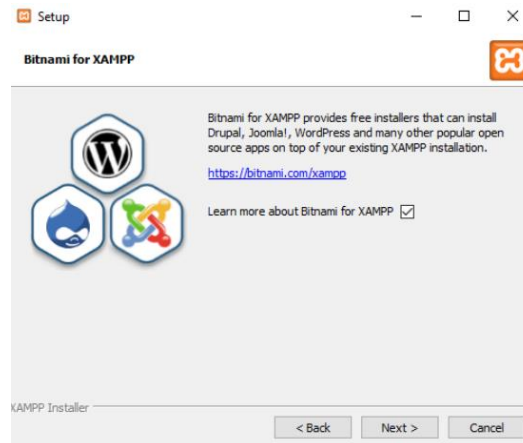 Setup
Bitnami for XAMPP
Bitnami for XAMPP provides free installers that can install
Drupal, Joomla!, WordPress and many other popular open
source apps on top of your existing XAMPP installation.
https://bitnami.com/xampp
Learn more about Bitnami for XAMPP
XAMPP Installer
< Back
Next >
Cancel